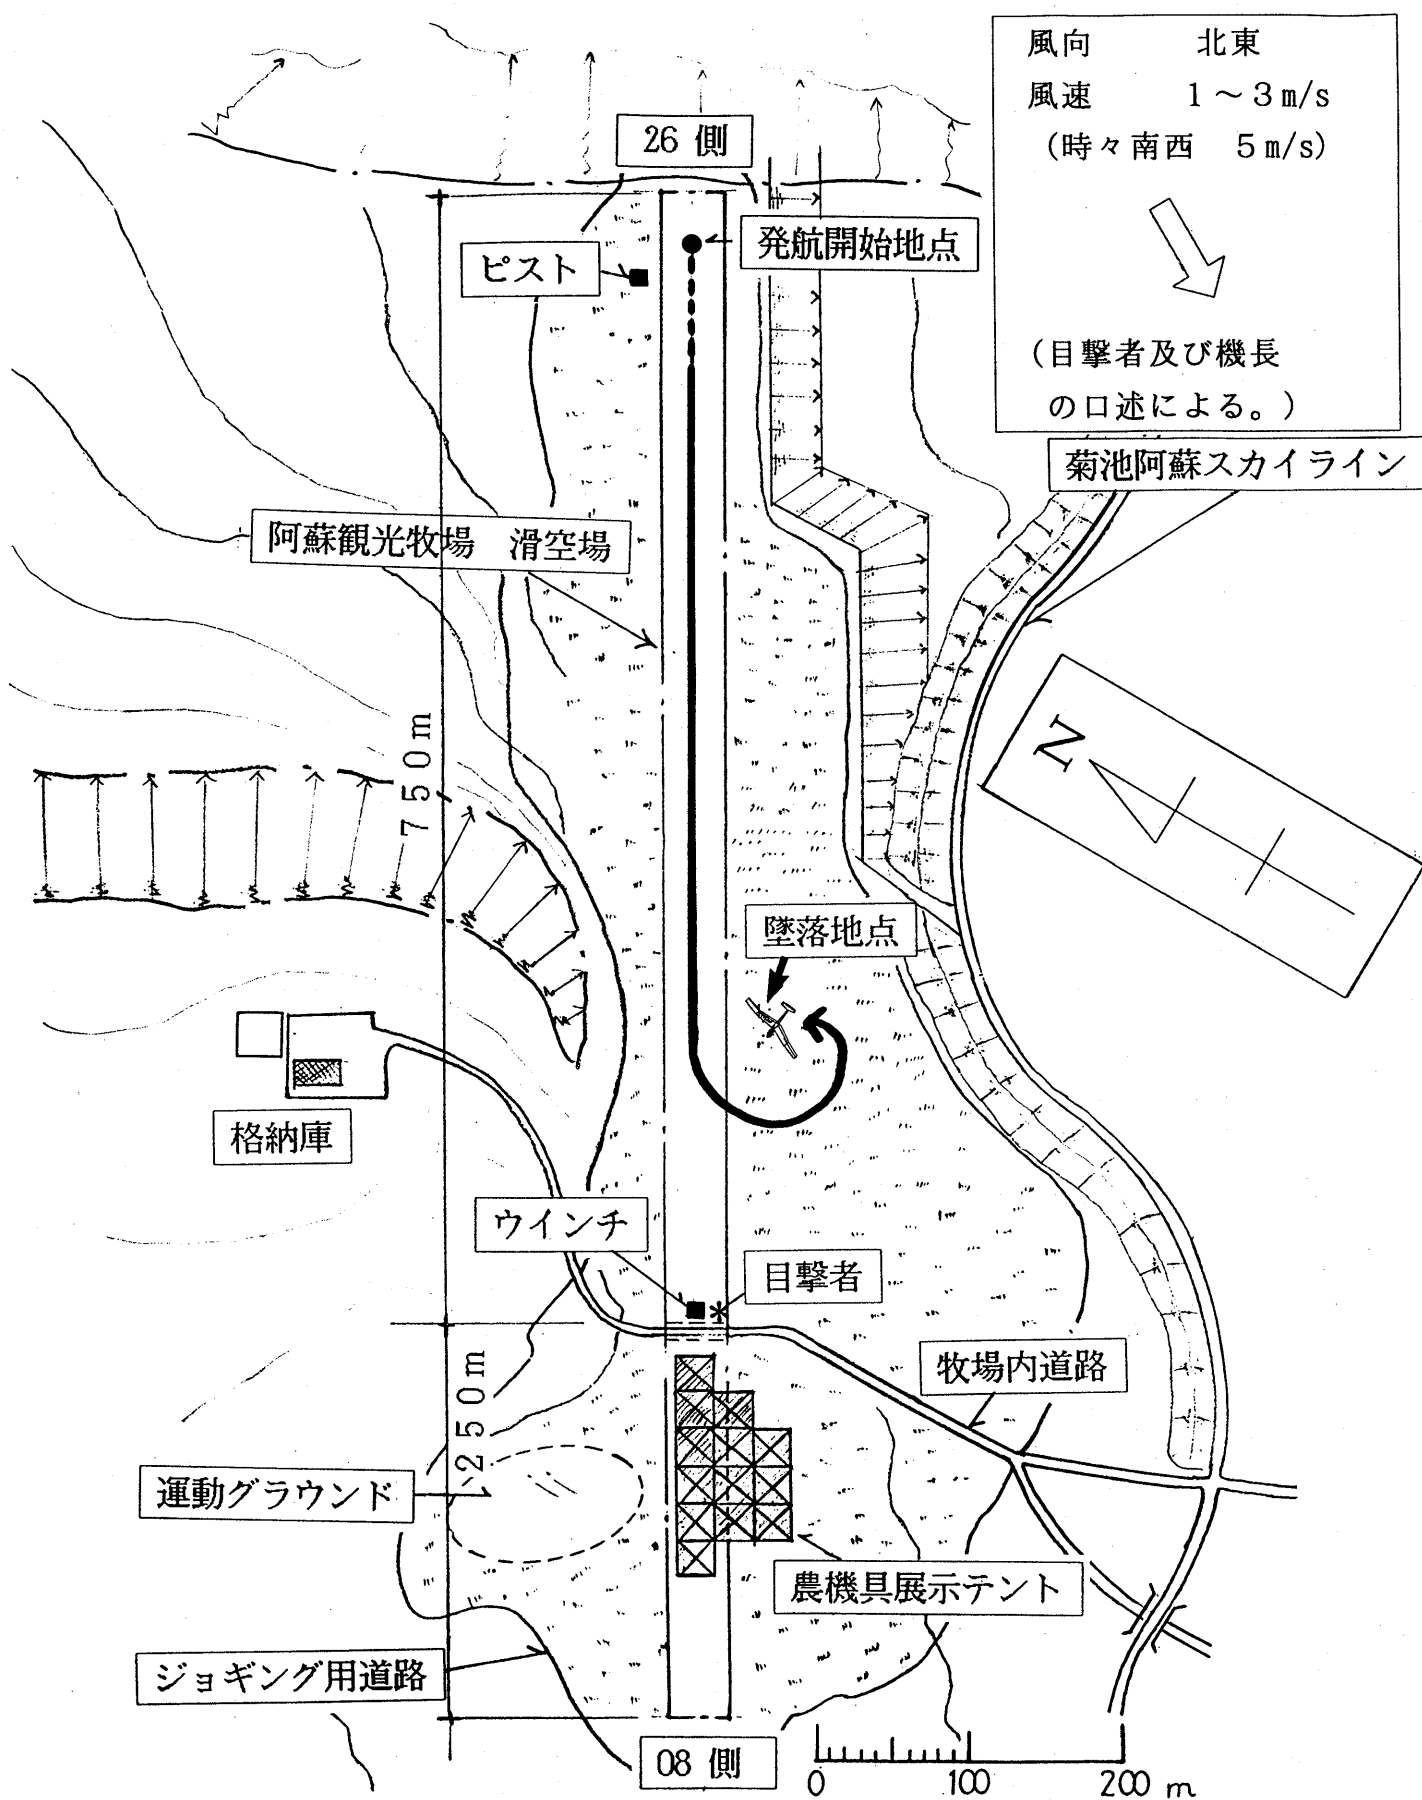 風向 北東
風速 1～3m/s
(時々南西 5m/s)
(目撃者及び機長
の口述による。)
26 側
発航開始地点
ピスト
菊池阿蘇スカイライン
阿蘇観光牧場 滑空場
N
750m
墜落地点
格納庫
ウインチ
目撃者
牧場内道路
250m
運動グラウンド
農機具展示テント
ジョギング用道路
08 側
0 100 200 m